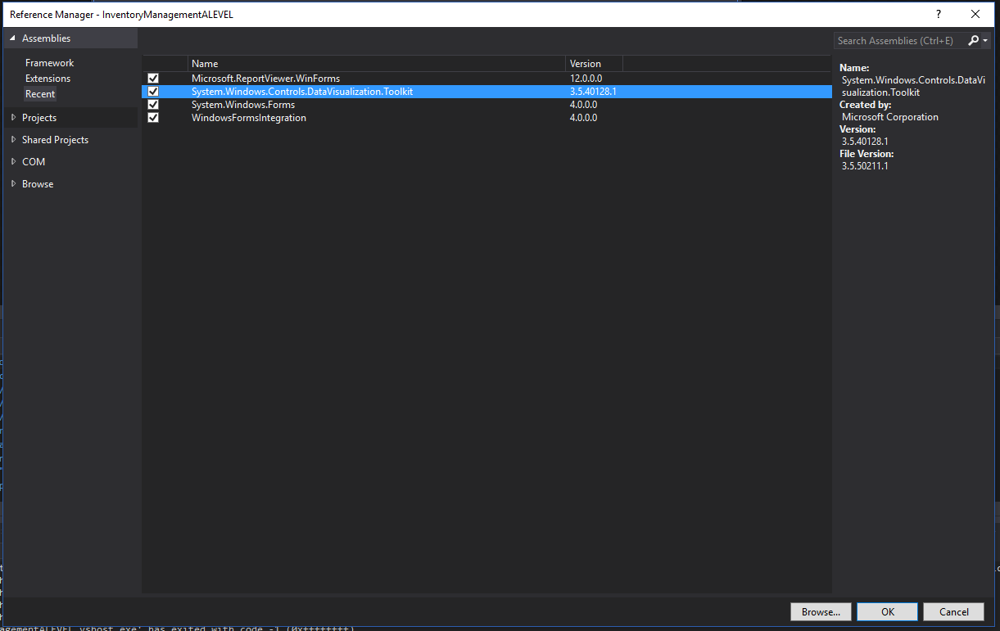 Reference Manager - InventoryManagementALEVEL
?
Assemblies
Framework
Extensions
Recent
Projects
Shared Projects
COM
Browse
Name Version
Microsoft.ReportViewer.WinForms 12.0.0.0
System.Windows.Controls.DataVisualization.Toolkit 3.5.40128.1
System.Windows.Forms 4.0.0.0
WindowsFormsIntegration 4.0.0.0
Search Assemblies (Ctrl+E)
Name:
System.Windows.Controls.DataVi
sualization.Toolkit
Created by:
Microsoft Corporation
Version:
3.5.40128.1
File Version:
3.5.50211.1
Browse... OK Cancel
agementALEVEL.vshost.exe' has exited with code -1 (0xffffffff).